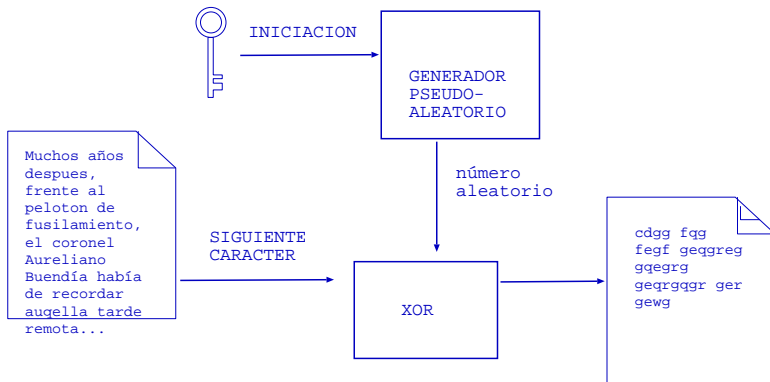 INICIACION
GENERADOR
PSEUDO-
ALEATORIO
Muchos años
despues,
frente al
peloton de
fusilamiento,
el coronel
Aureliano
Buendía había
de recordar
auqella tarde
remota...
número
aleatorio
SIGUIENTE
CARACTER
XOR
cdgg fqg
fegf geqgreg
gqegrg
geqrgqgr ger
gewg